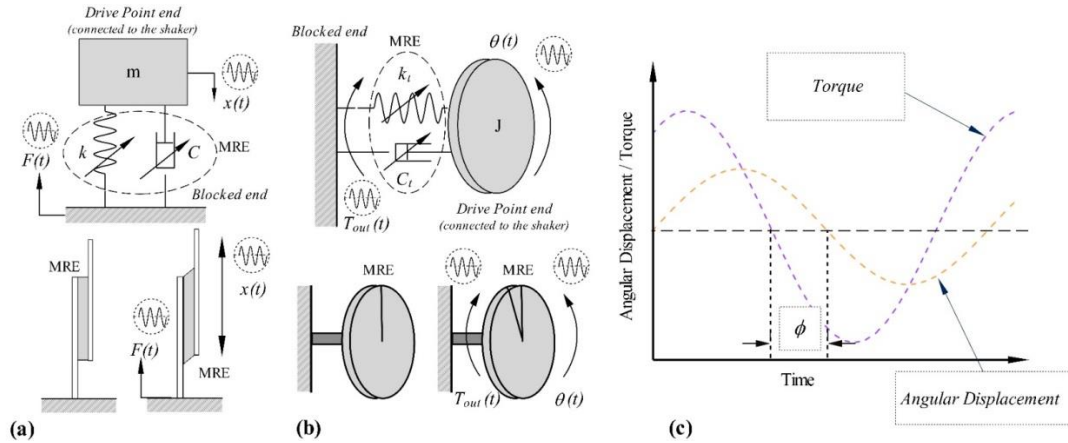 Drive Point end
(connected to the shaker)
m
x(t)
F(t)
k
C
MRE
Blocked end
MRE
x(t)
F(t)
MRE
(a)
Blocked end
MRE
θ(t)
k_t
J
C_t
T_out(t)
Drive Point end
(connected to the shaker)
MRE
MRE
T_out(t)
θ(t)
(b)
Angular Displacement / Torque
Torque
ϕ
Time
Angular Displacement
(c)